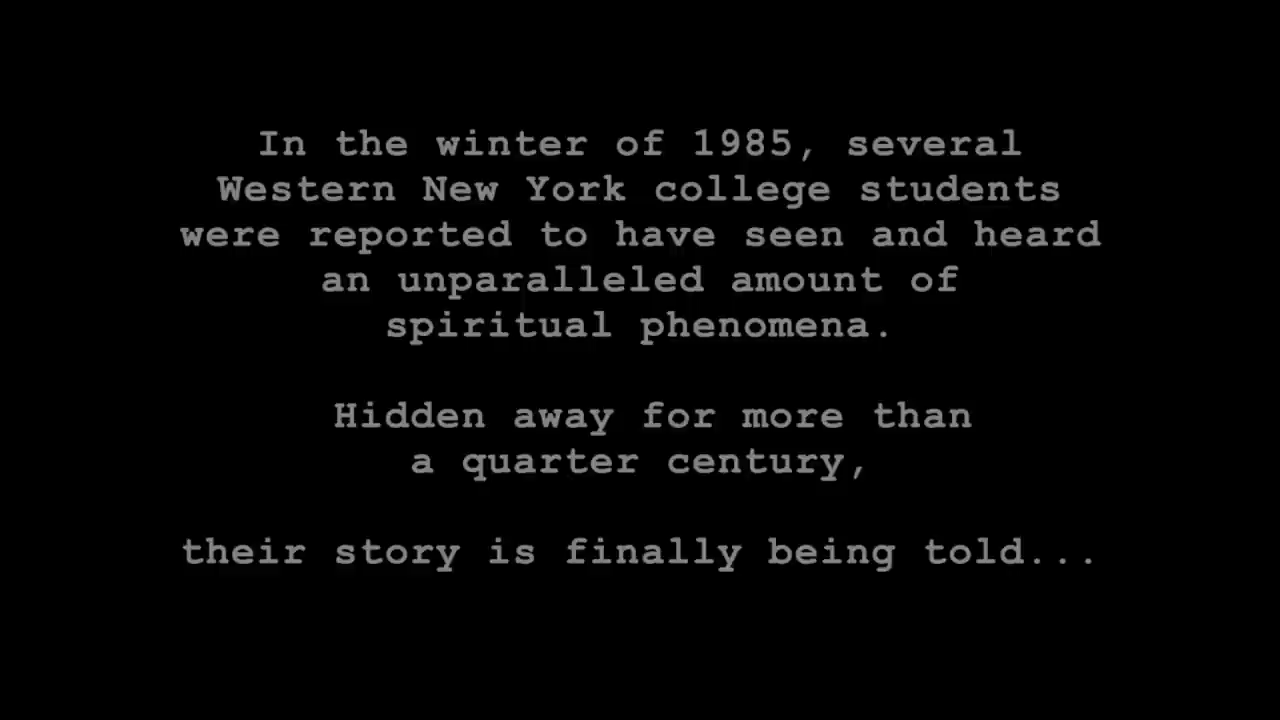 In the winter of 1985, several
Western New York college students
were reported to have seen and heard
an unparalleled amount of
spiritual phenomena.
Hidden away for more than
a quarter century,
their story is finally being told...